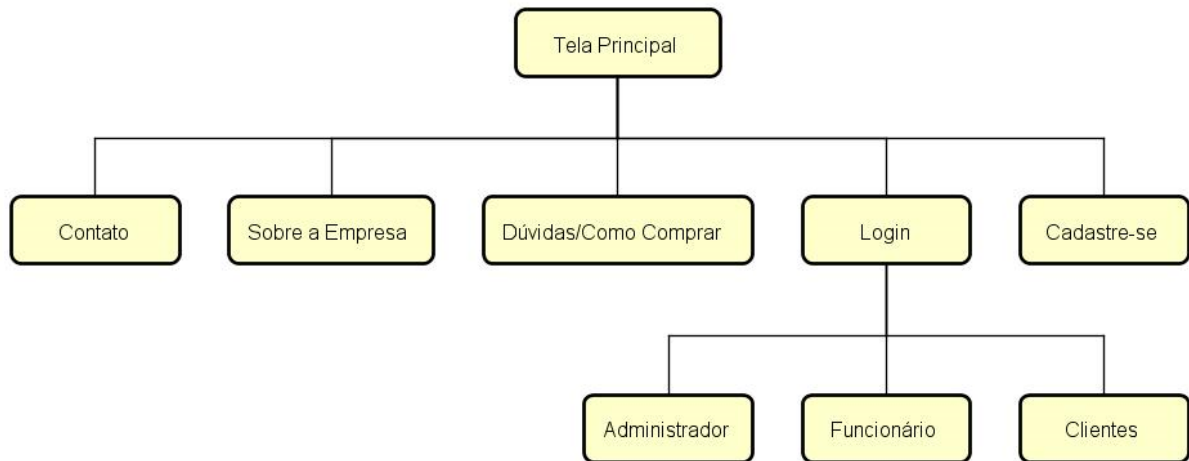 Tela Principal
Contato
Sobre a Empresa
Dúvidas/Como Comprar
Login
Cadastre-se
Administrador
Funcionário
Clientes